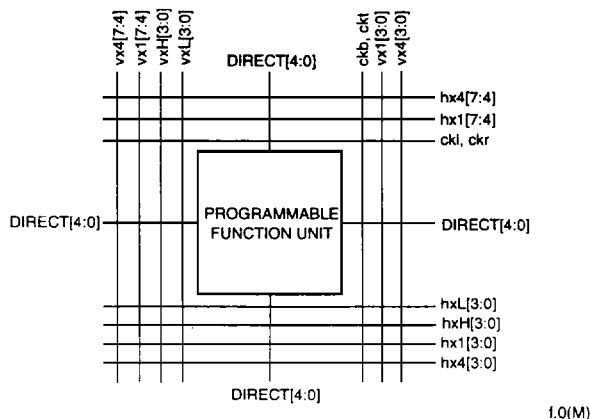 vx4[7:4]
vx1[7:4]
vxH[3:0]
vxL[3:0]
DIRECT[4:0]
ckb, ckt
vx1[3:0]
vx4[3:0]
hx4[7:4]
hx1[7:4]
ckl, ckr
DIRECT[4:0]
PROGRAMMABLE
FUNCTION UNIT
DIRECT[4:0]
hxL[3:0]
hxH[3:0]
hx1[3:0]
hx4[3:0]
DIRECT[4:0]
f.0(M)